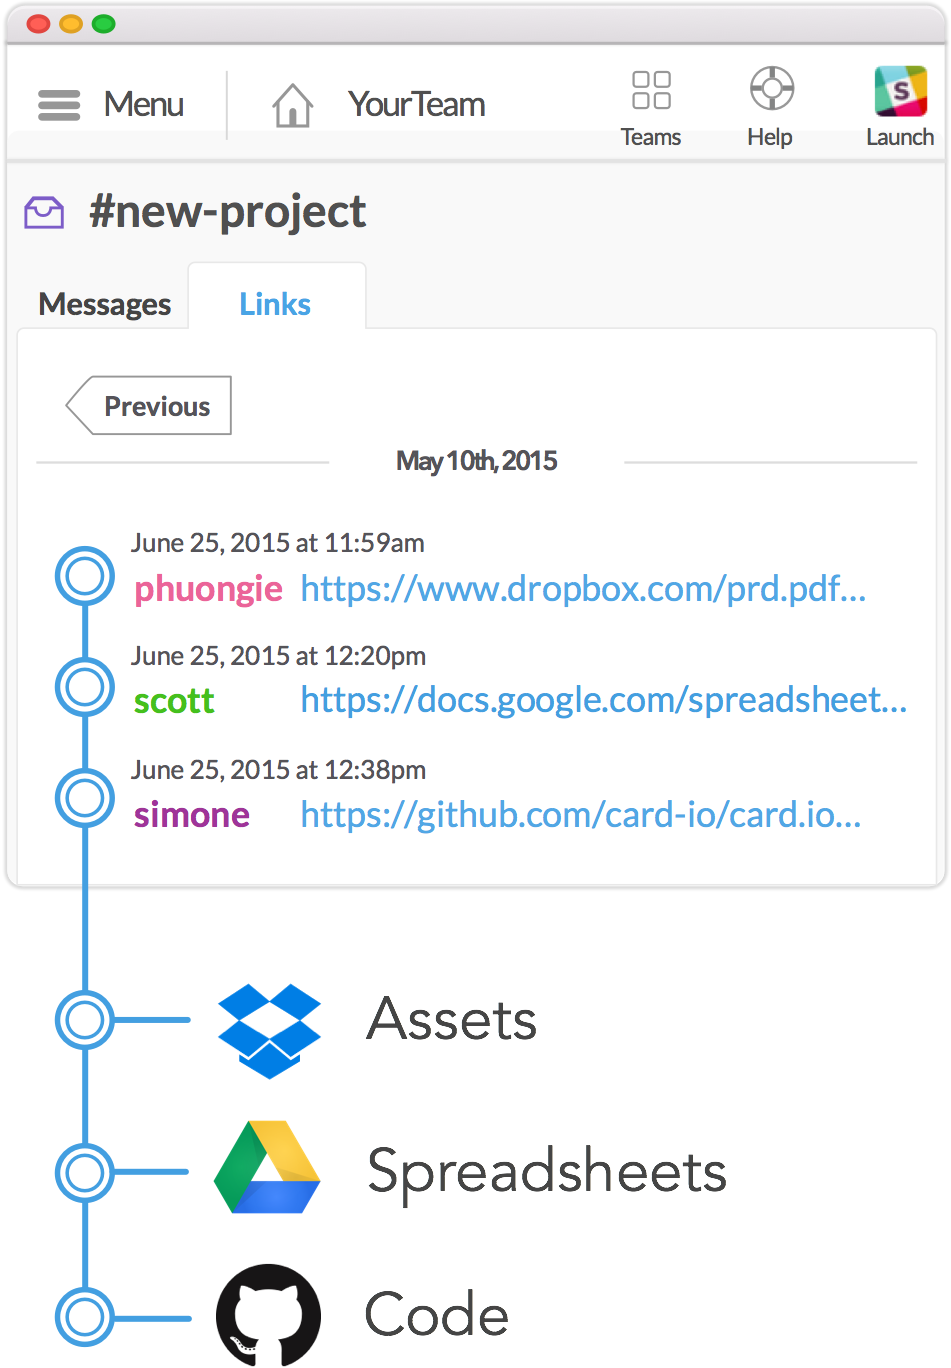 Menu
YourTeam
Teams
Help
S
Launch
#new-project
Messages
Links
Previous
May 10th, 2015
June 25, 2015 at 11:59am
phuongie https://www.dropbox.com/prd.pdf...
June 25, 2015 at 12:20pm
scott https://docs.google.com/spreadsheet...
June 25, 2015 at 12:38pm
simone https://github.com/card-io/card.io...
Assets
Spreadsheets
Code